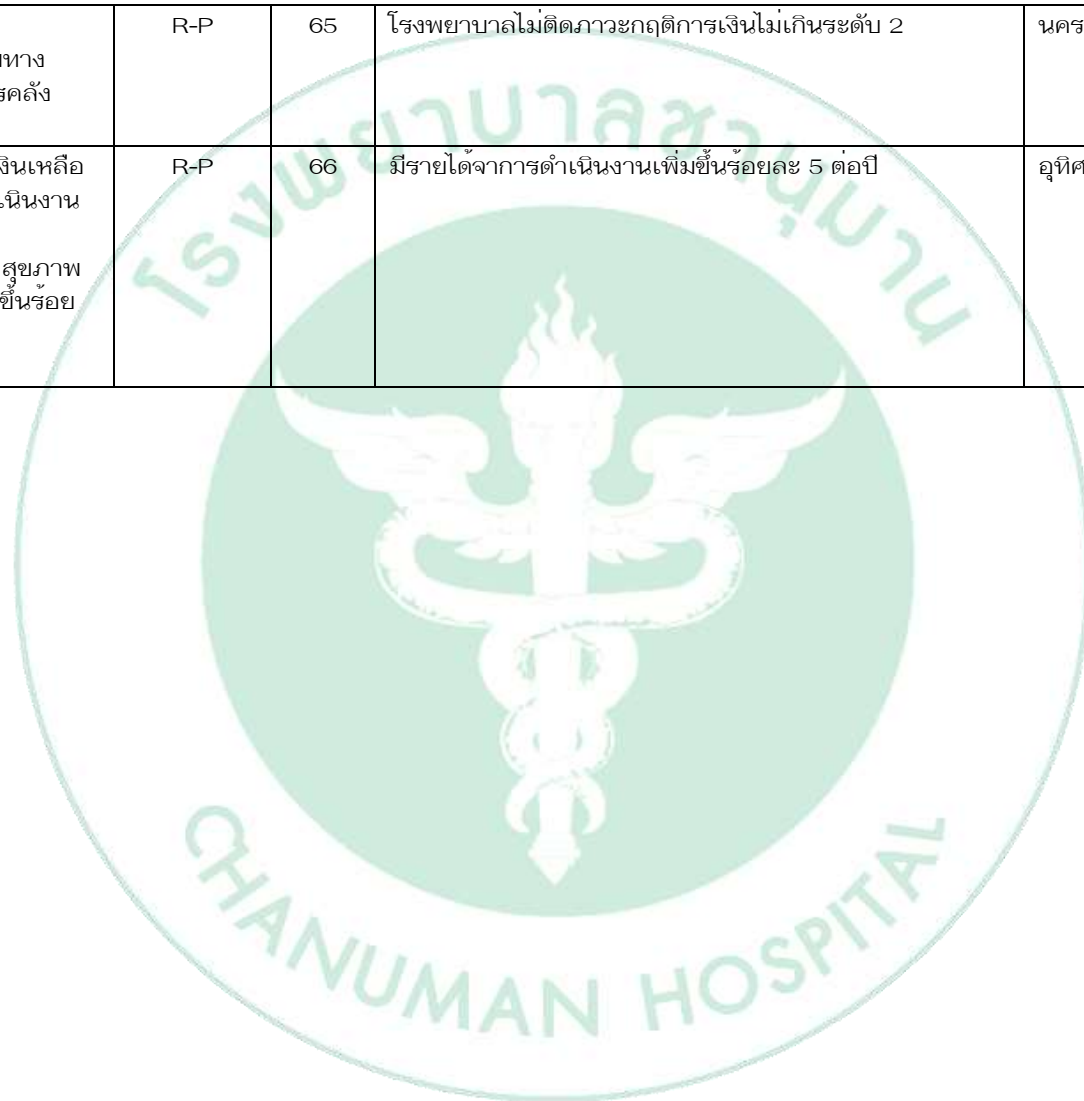 ทาง
คลัง
R-P
65
โรงพยาบาลไม่ติดภาวะกฤติการเงินไม่เกินระดับ 2
นคร
งินเหลือ
เนินงาน
สุขภาพ
ขึ้นร้อย
R-P
66
มีรายได้จาการดำเนินงานเพิ่มขึ้นร้อยละ 5 ต่อปี
อุทิศ
โรงพยาบาลชานุมาน
CHANUMAN HOSPITAL